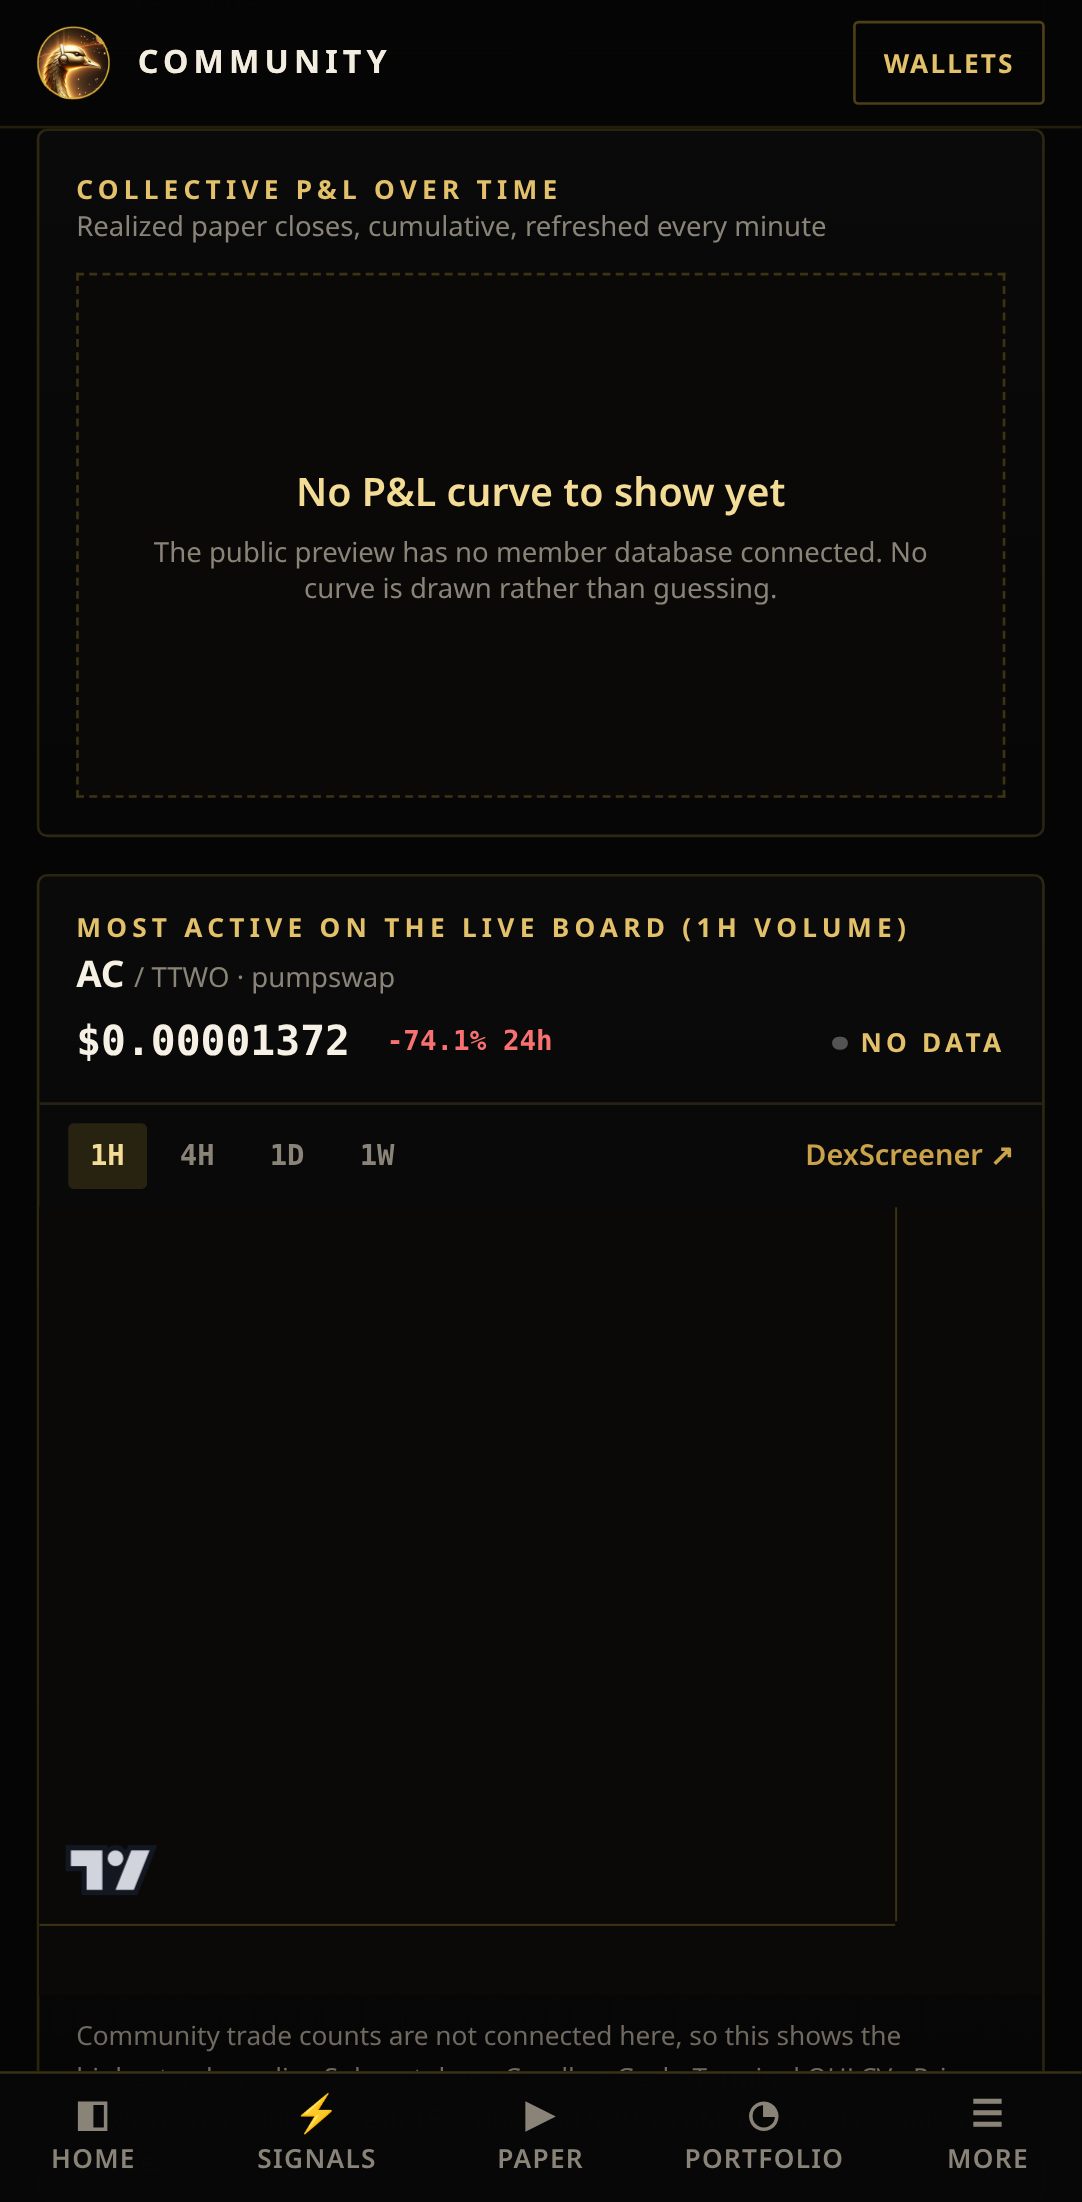 COMMUNITY
WALLETS
COLLECTIVE P&L OVER TIME
Realized paper closes, cumulative, refreshed every minute
No P&L curve to show yet
The public preview has no member database connected. No
curve is drawn rather than guessing.
MOST ACTIVE ON THE LIVE BOARD (1H VOLUME)
AC / TTWO · pumpswap
$0.00001372 -74.1% 24h
NO DATA
1H 4H 1D 1W
DexScreener ↗
Community trade counts are not connected here, so this shows the
HOME
SIGNALS
PAPER
PORTFOLIO
MORE